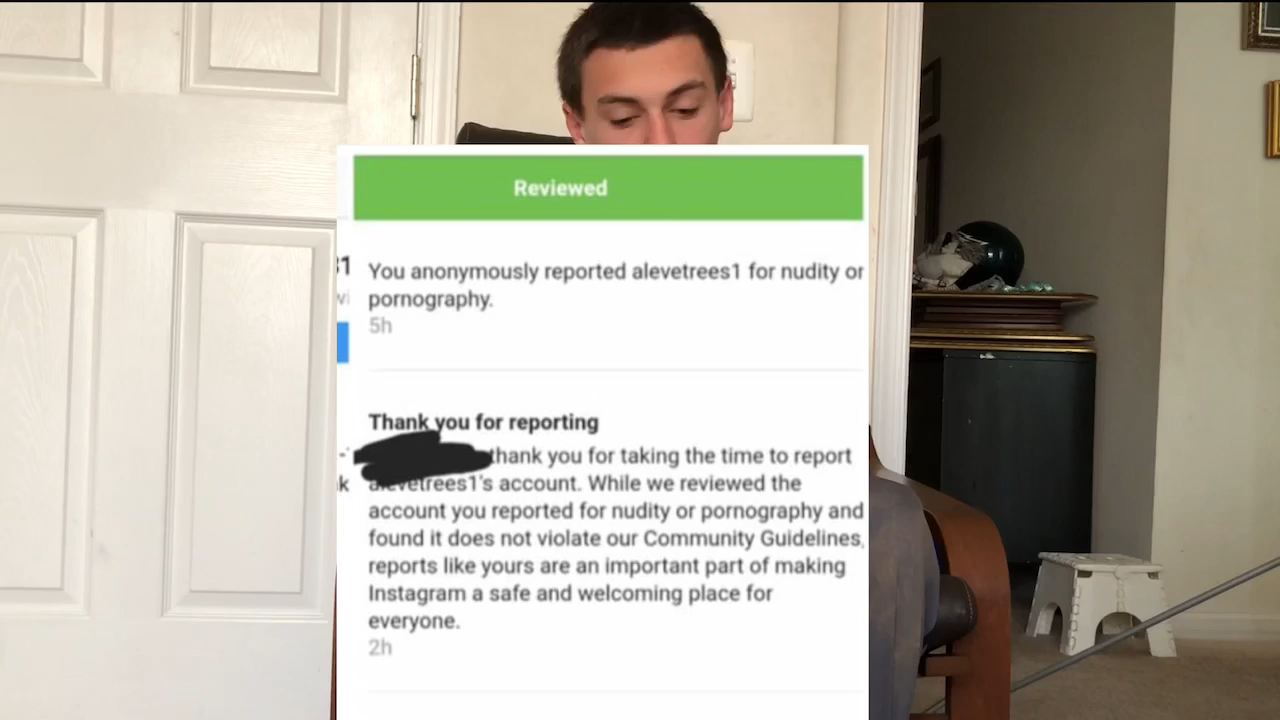 Reviewed
31
You anonymously reported alevetrees1 for nudity or
pornography.
5h
Thank you for reporting
thank you for taking the time to report
alevetrees1's account. While we reviewed the
account you reported for nudity or pornography and
found it does not violate our Community Guidelines,
reports like yours are an important part of making
Instagram a safe and welcoming place for
everyone.
2h